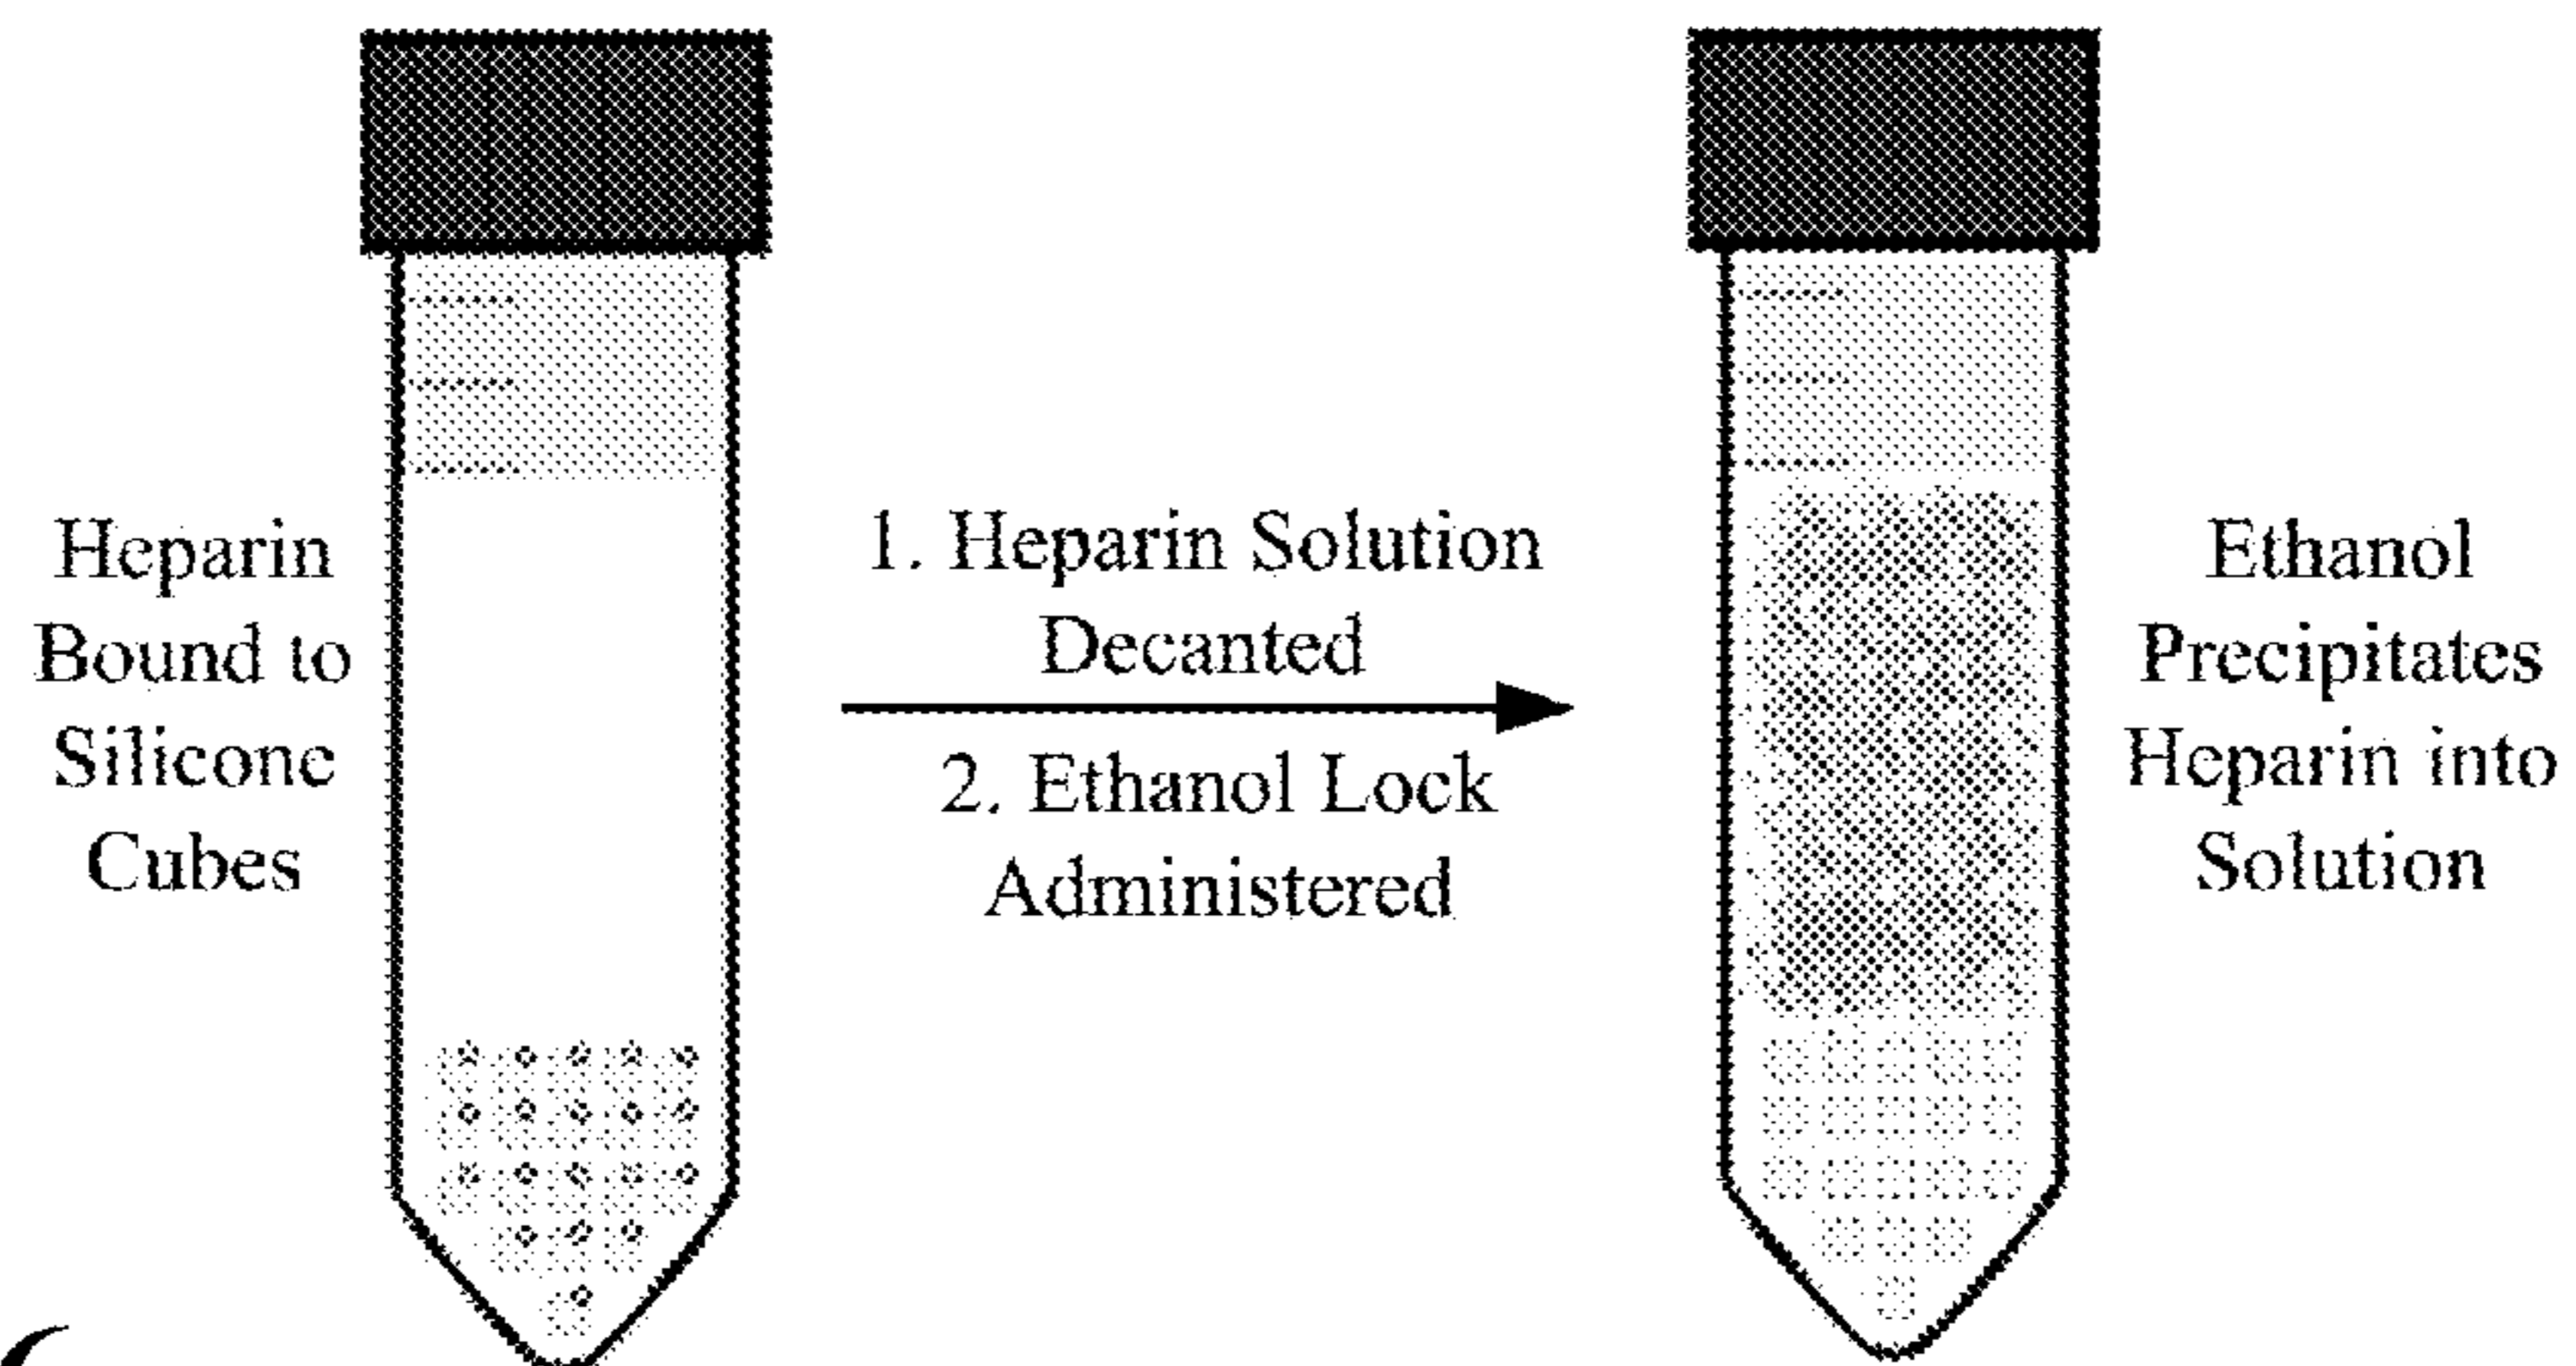 Heparin
Bound to
Silicone
Cubes
1. Heparin Solution
Decanted
2. Ethanol Lock
Administered
Ethanol
Precipitates
Heparin into
Solution